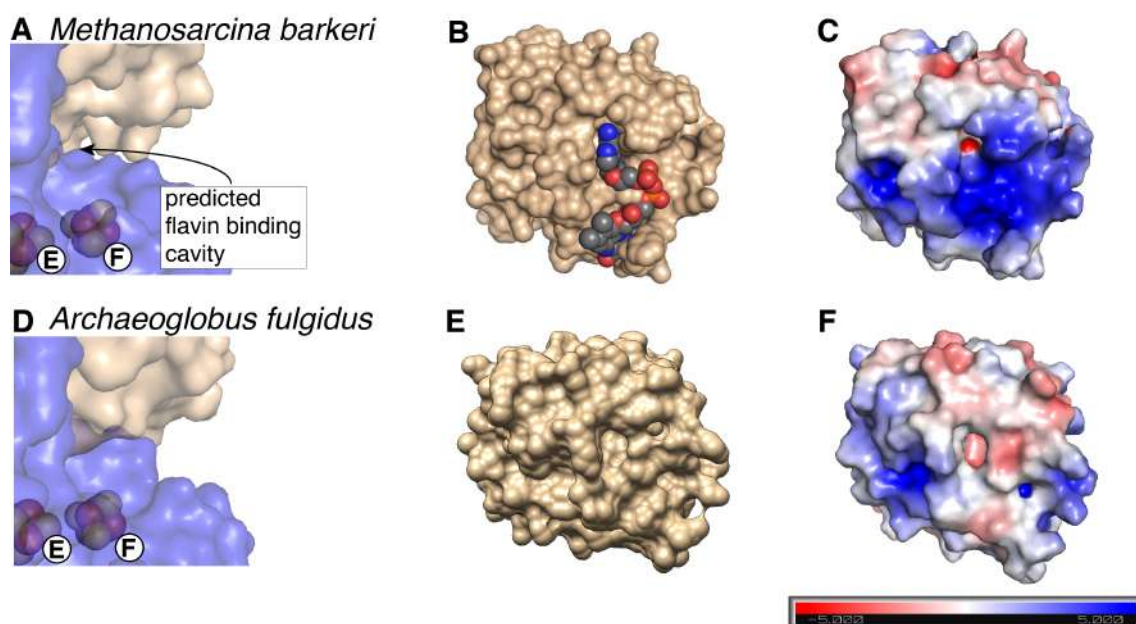 A Methanosarcina barkeri
B
C
predicted
flavin binding
cavity
E
F
D Archaeoglobus fulgidus
E
F
E
F
-5.000
5.000